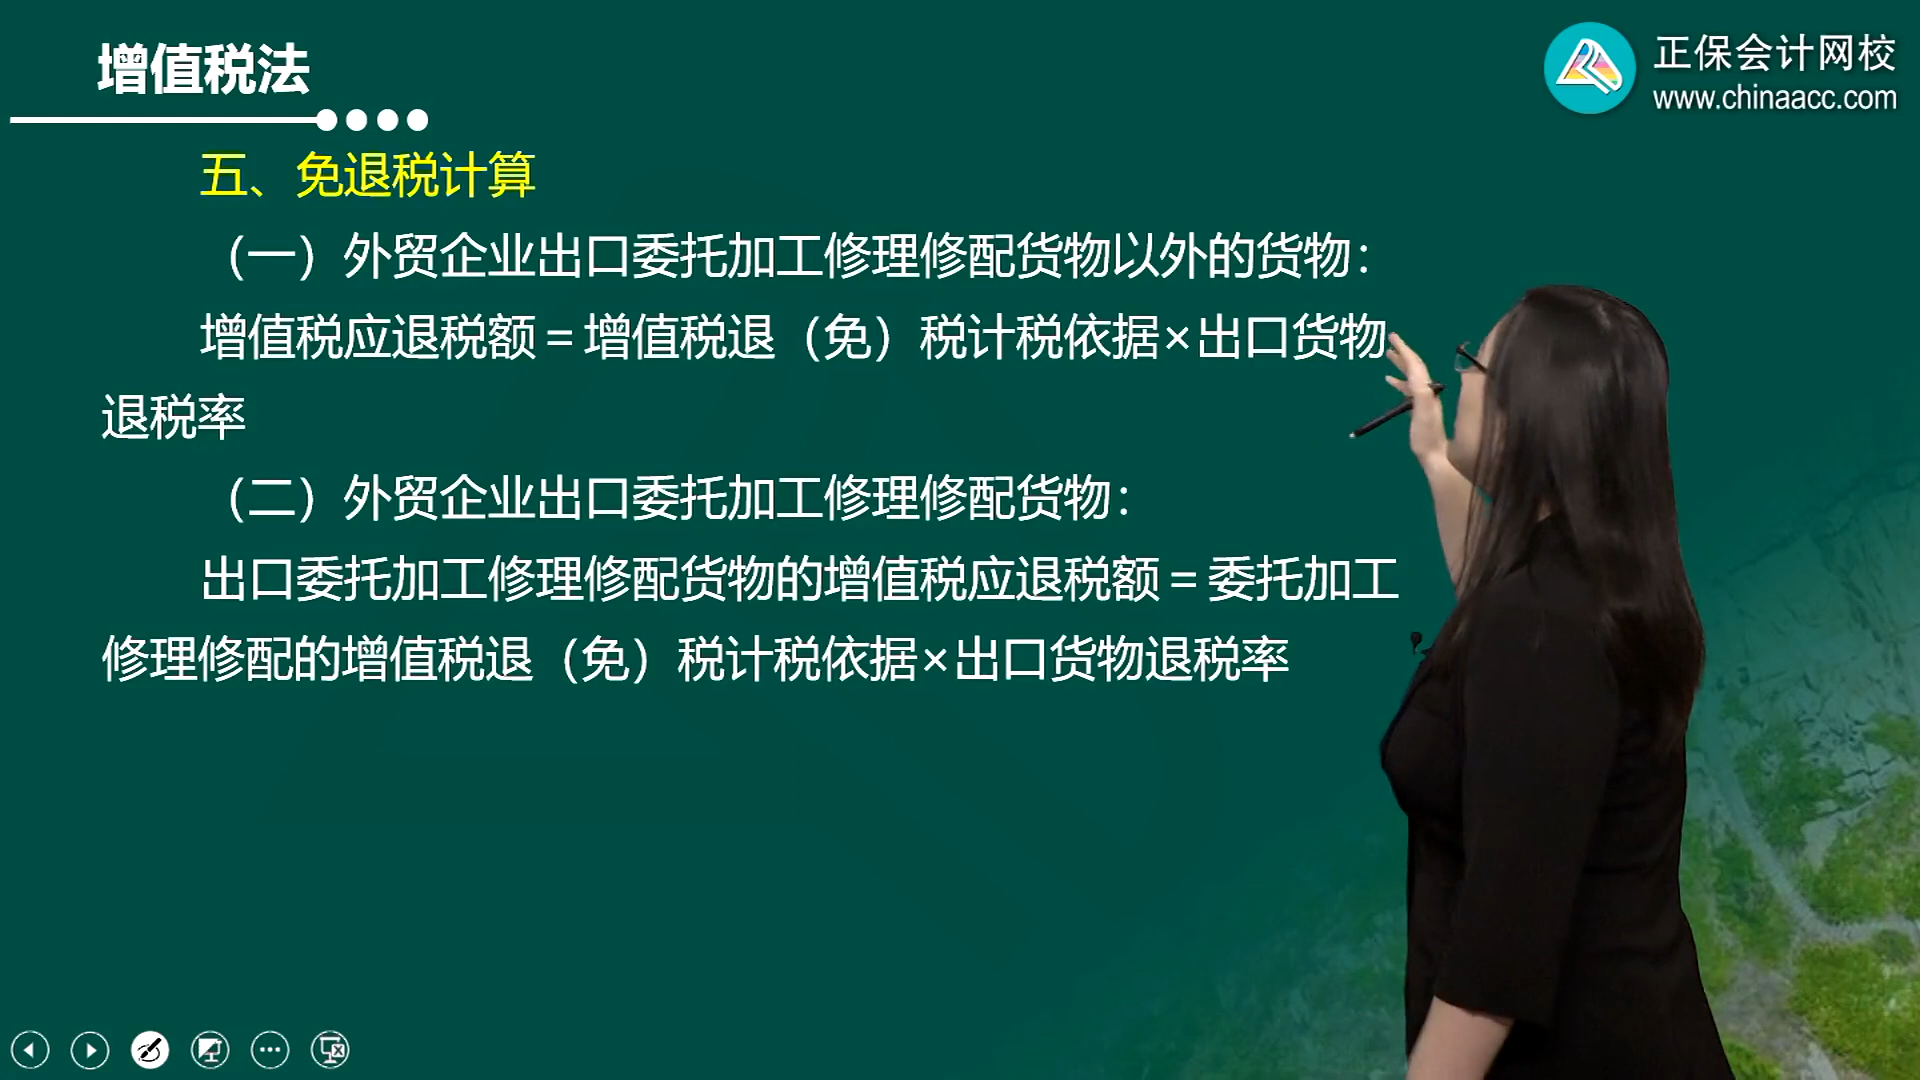 增值税法
正保会计网校
www.chinaacc.com
五、免退税计算
（一）外贸企业出口委托加工修理修配货物以外的货物：
增值税应退税额＝增值税退（免）税计税依据×出口货物
退税率
（二）外贸企业出口委托加工修理修配货物：
出口委托加工修理修配货物的增值税应退税额＝委托加工
修理修配的增值税退（免）税计税依据×出口货物退税率